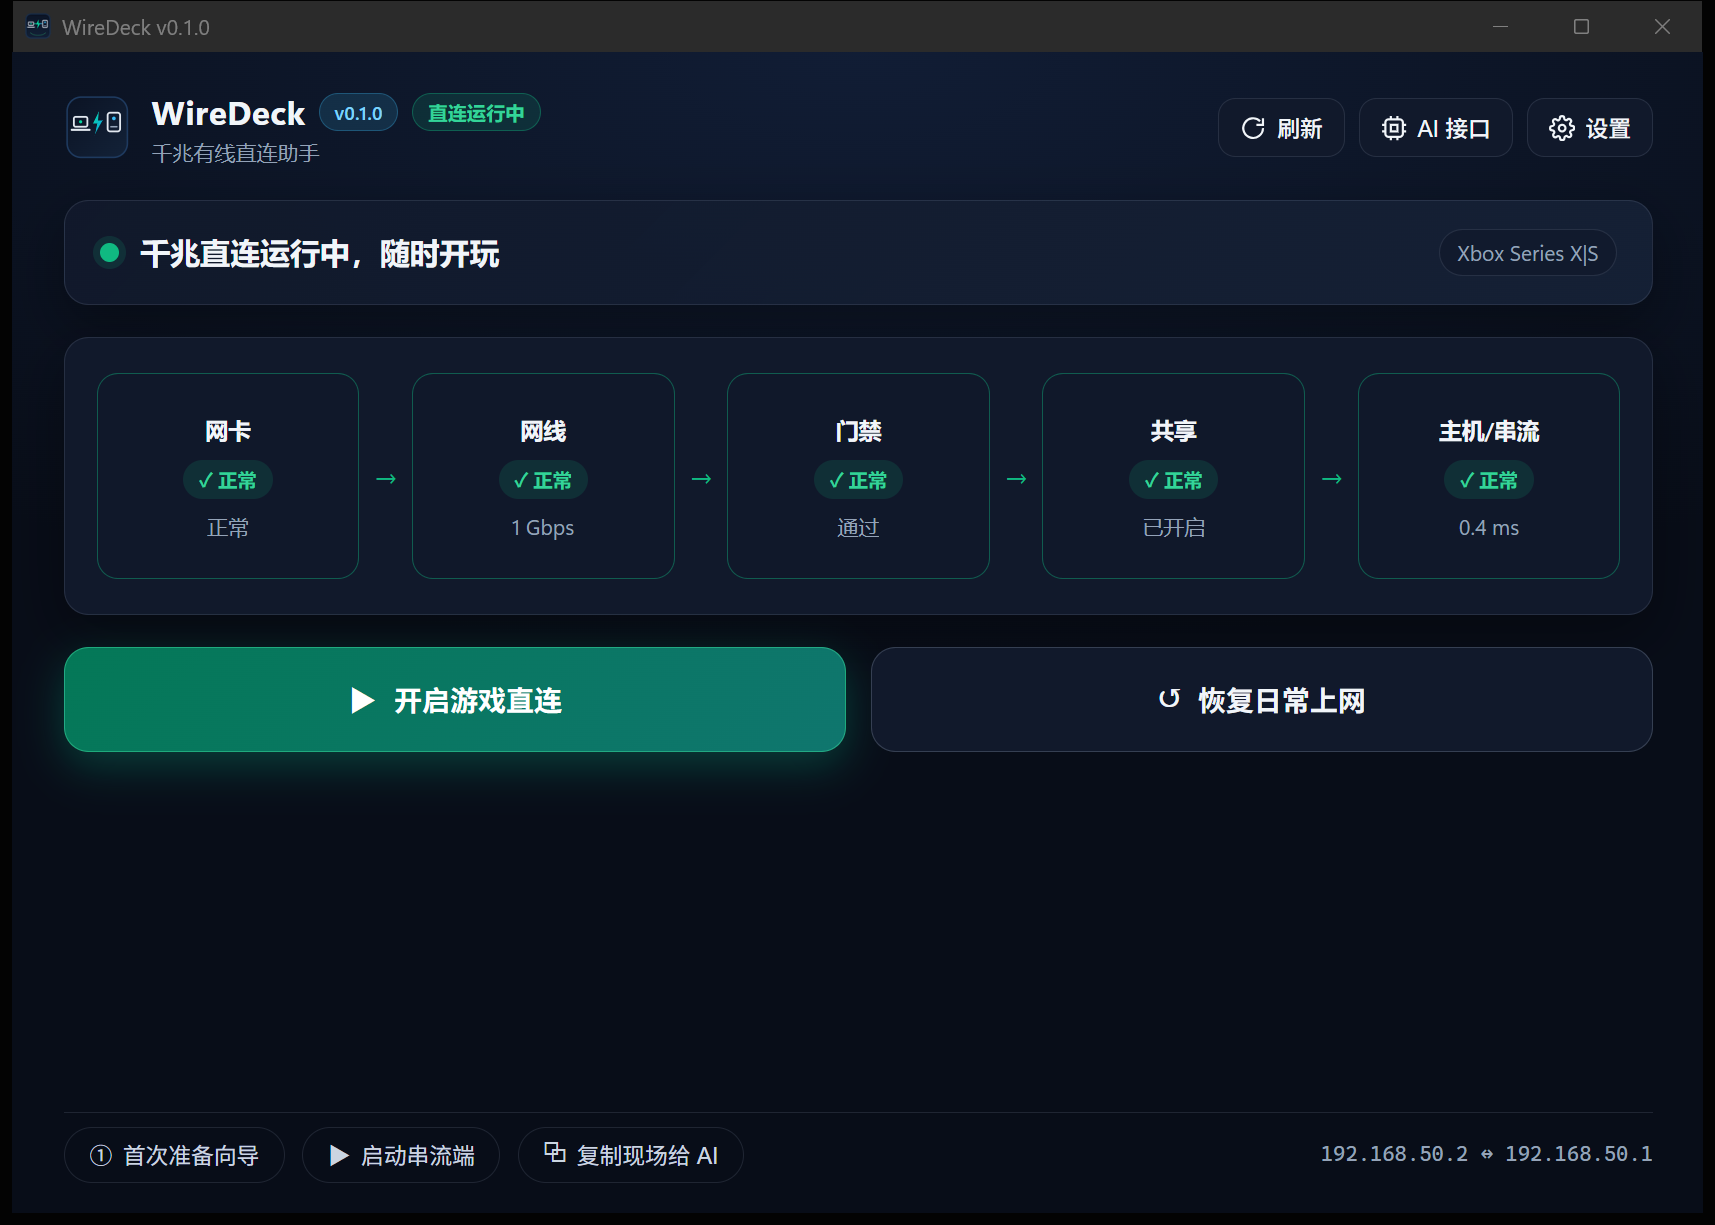 WireDeck v0.1.0
WireDeck v0.1.0 直连运行中
千兆有线直连助手
刷新 AI 接口 设置
千兆直连运行中，随时开玩 Xbox Series X|S
网卡 网线 门禁 共享 主机/串流
✓ 正常 → ✓ 正常 → ✓ 正常 → ✓ 正常 → ✓ 正常
正常 1 Gbps 通过 已开启 0.4 ms
▶ 开启游戏直连 ↺ 恢复日常上网
① 首次准备向导 ▶ 启动串流端 复制现场给 AI 192.168.50.2 ⇔ 192.168.50.1